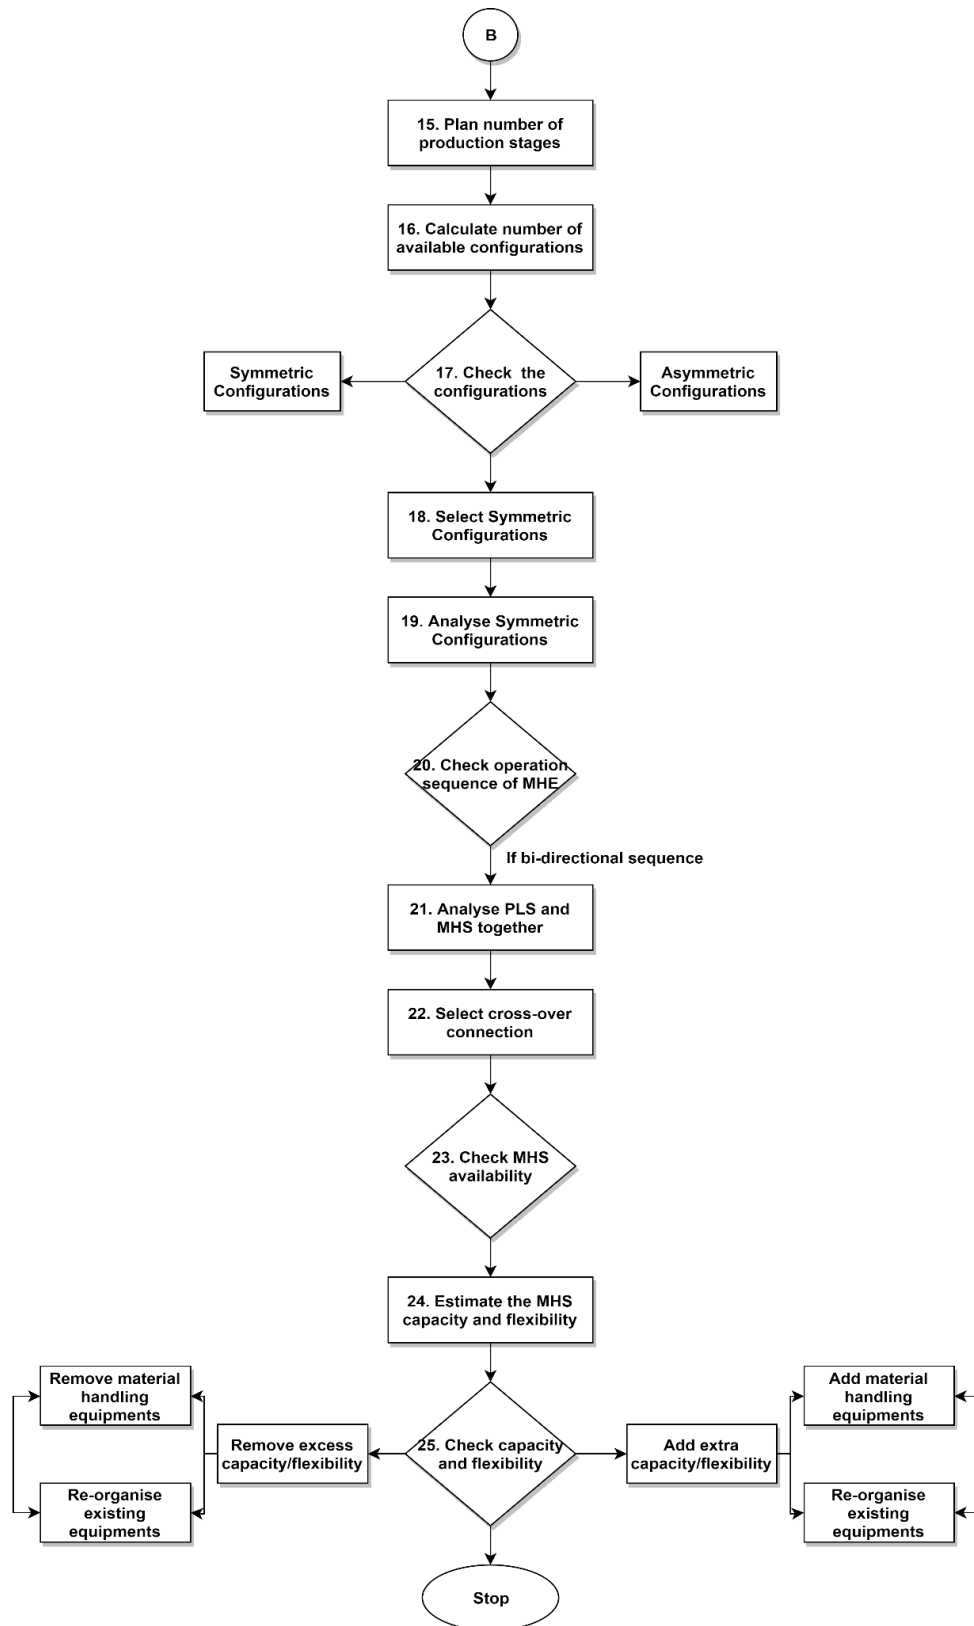 B
15. Plan number of
production stages
16. Calculate number of
available configurations
Symmetric
Configurations
17. Check  the
configurations
Asymmetric
Configurations
18. Select Symmetric
Configurations
19. Analyse Symmetric
Configurations
20. Check operation
sequence of MHE
If bi-directional sequence
21. Analyse PLS and
MHS together
22. Select cross-over
connection
23. Check MHS
availability
24. Estimate the MHS
capacity and flexibility
Remove material
handling
equipments
Remove excess
capacity/flexibility
Re-organise
existing
equipments
25. Check capacity
and flexibility
Add extra
capacity/flexibility
Add material
handling
equipments
Re-organise
existing
equipments
Stop